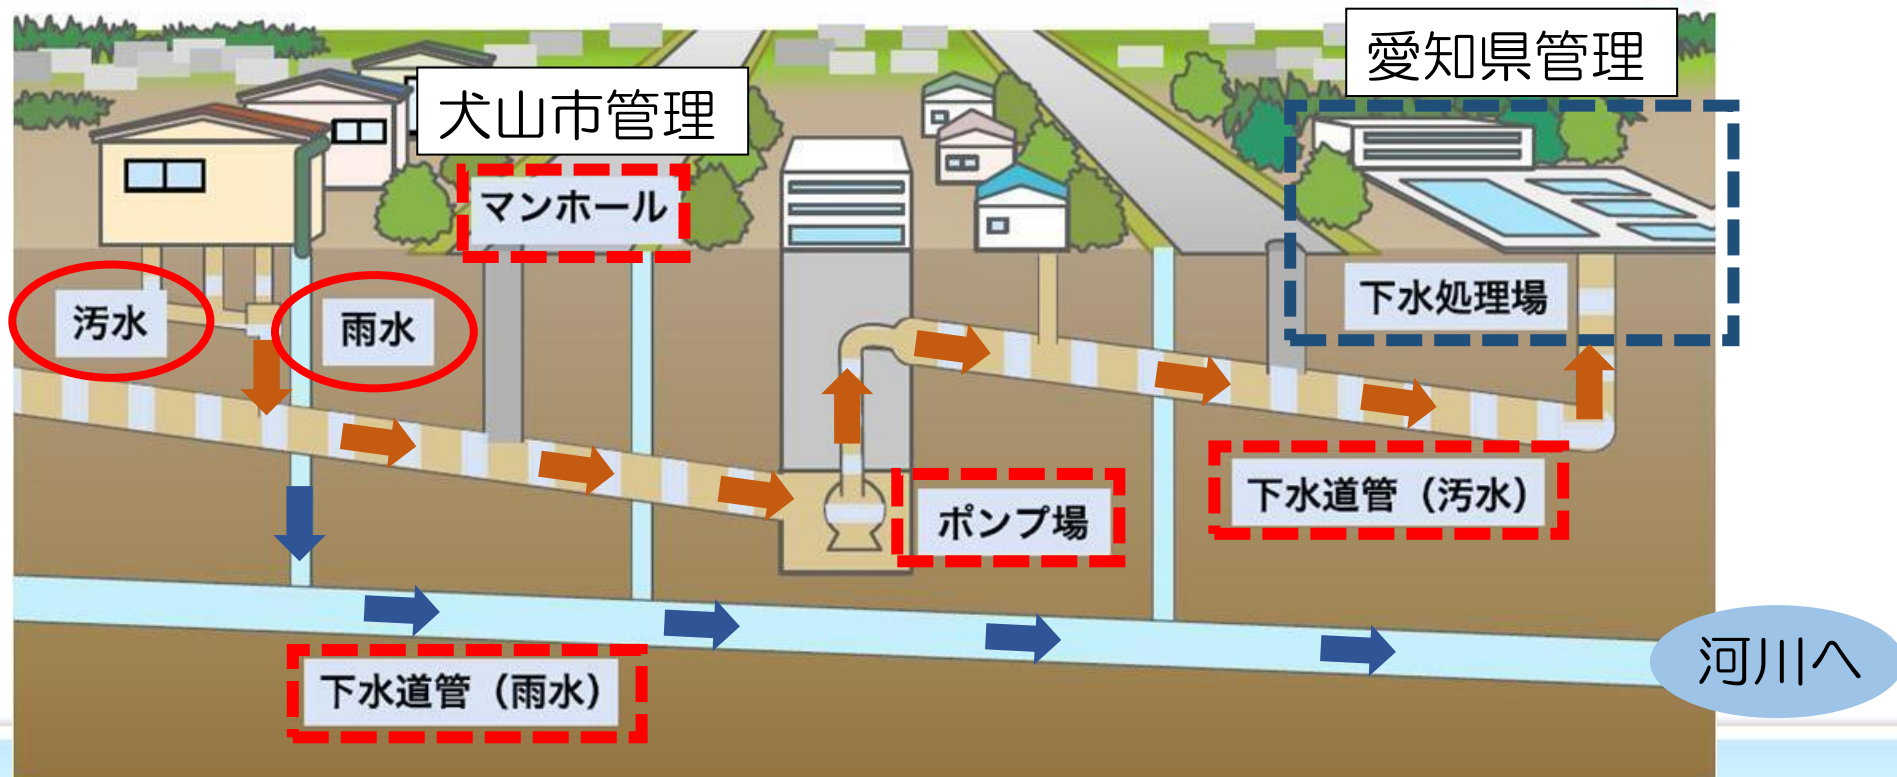 愛知県管理
犬山市管理
マンホール
汚水
雨水
下水処理場
下水道管（汚水）
ポンプ場
下水道管（雨水）
河川へ